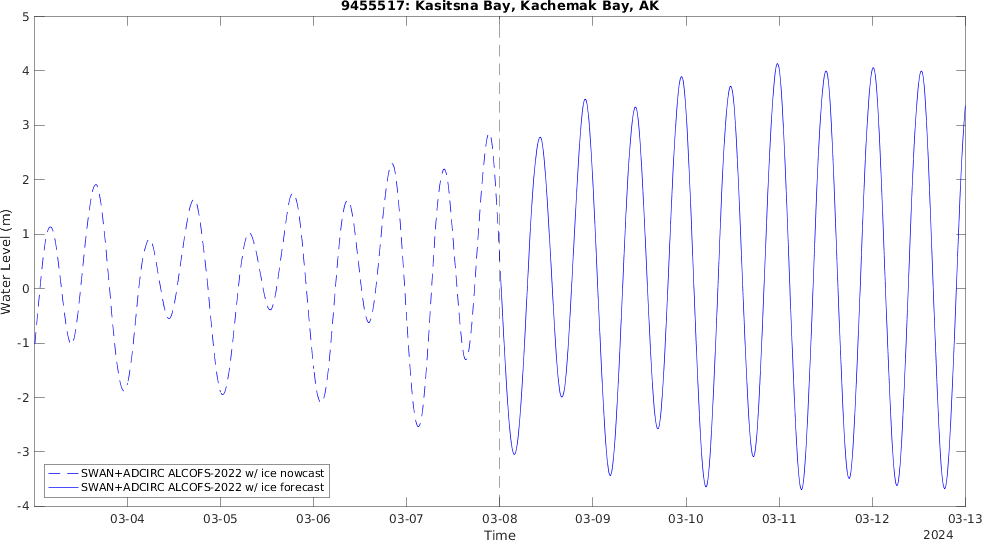 9455517: Kasitsna Bay, Kachemak Bay, AK
Water Level (m)
5
4
3
2
1
0
-1
-2
-3
-4
SWAN+ADCIRC ALCOFS-2022 w/ ice nowcast
SWAN+ADCIRC ALCOFS-2022 w/ ice forecast
03-04 03-05 03-06 03-07 03-08 03-09 03-10 03-11 03-12 03-13
Time
2024